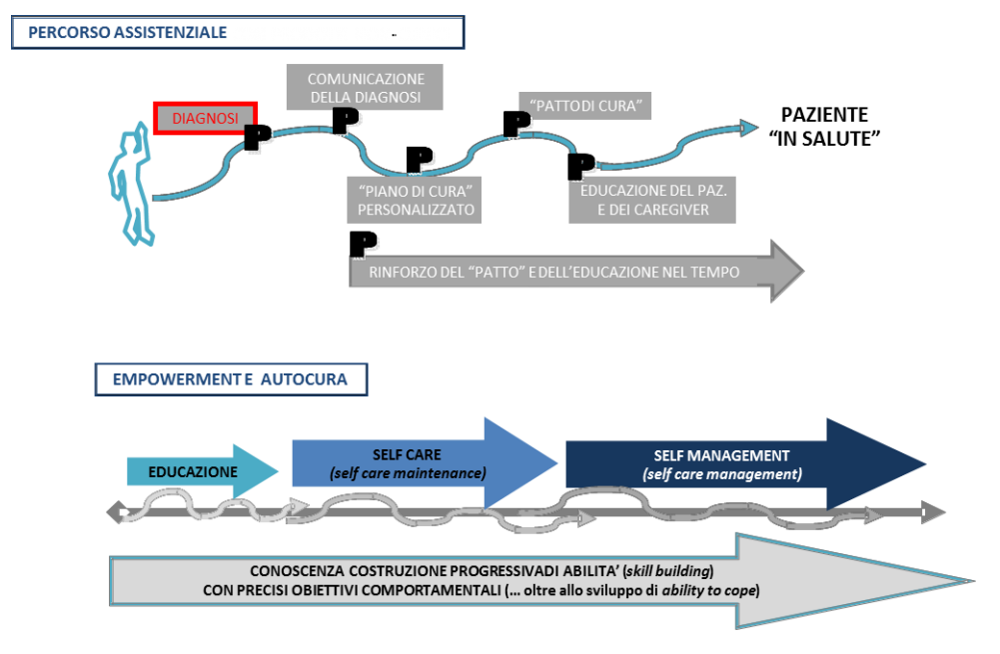 PERCORSO ASSISTENZIALE
COMUNICAZIONE
DELLA DIAGNOSI
DIAGNOSI
P
P
"PATTO DI CURA"
P
PAZIENTE
"IN SALUTE"
P
P
"PIANO DI CURA"
PERSONALIZZATO
EDUCAZIONE DEL PAZ.
E DEI CAREGIVER
P
RINFORZO DEL "PATTO" E DELL'EDUCAZIONE NEL TEMPO
EMPOWERMENT E AUTOCURA
EDUCAZIONE
SELF CARE
(self care maintenance)
SELF MANAGEMENT
(self care management)
CONOSCENZA COSTRUZIONE PROGRESSIVADI ABILITA' (skill building)
CON PRECISI OBIETTIVI COMPORTAMENTALI (... oltre allo sviluppo di ability to cope)